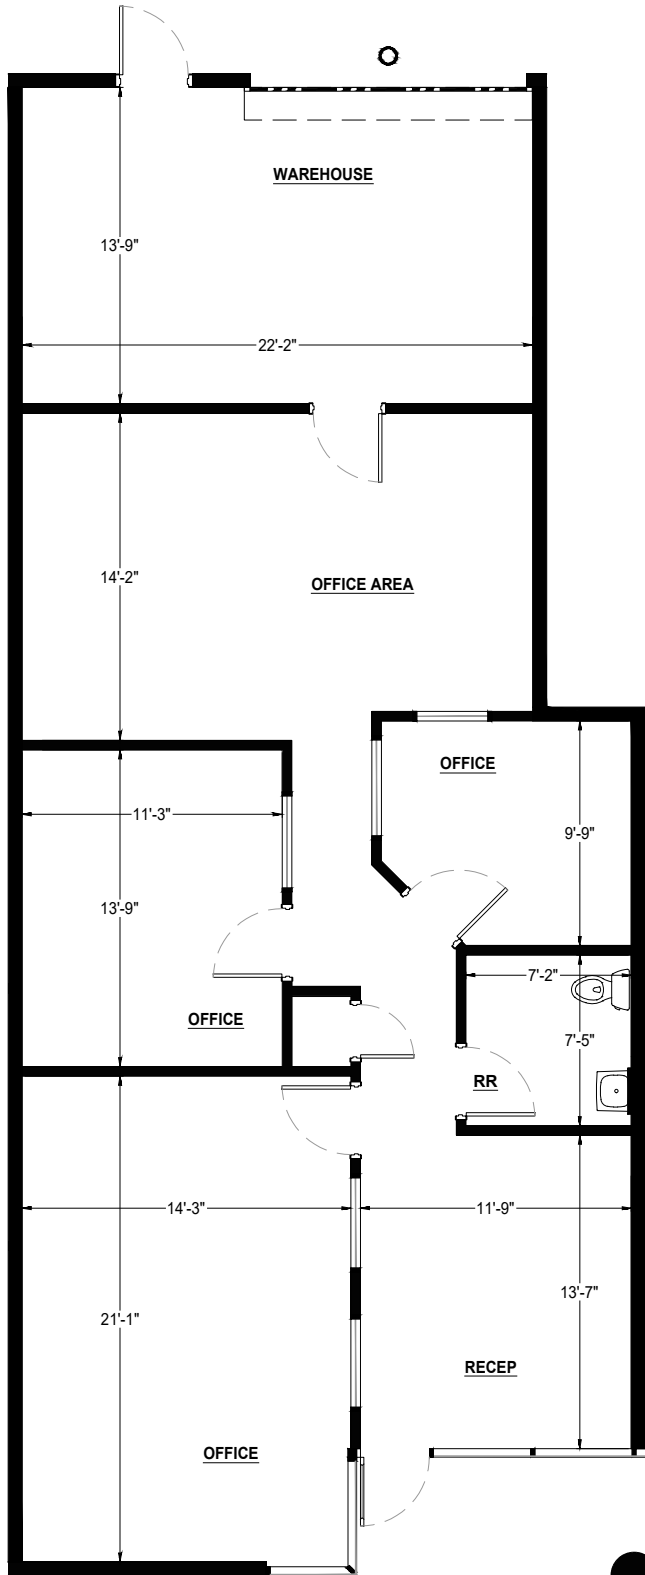 WAREHOUSE
13'-9"
22'-2"
14'-2"
OFFICE AREA
OFFICE
11'-3"
9'-9"
13'-9"
7'-2"
OFFICE
7'-5"
RR
14'-3"
11'-9"
13'-7"
21'-1"
RECEP
OFFICE